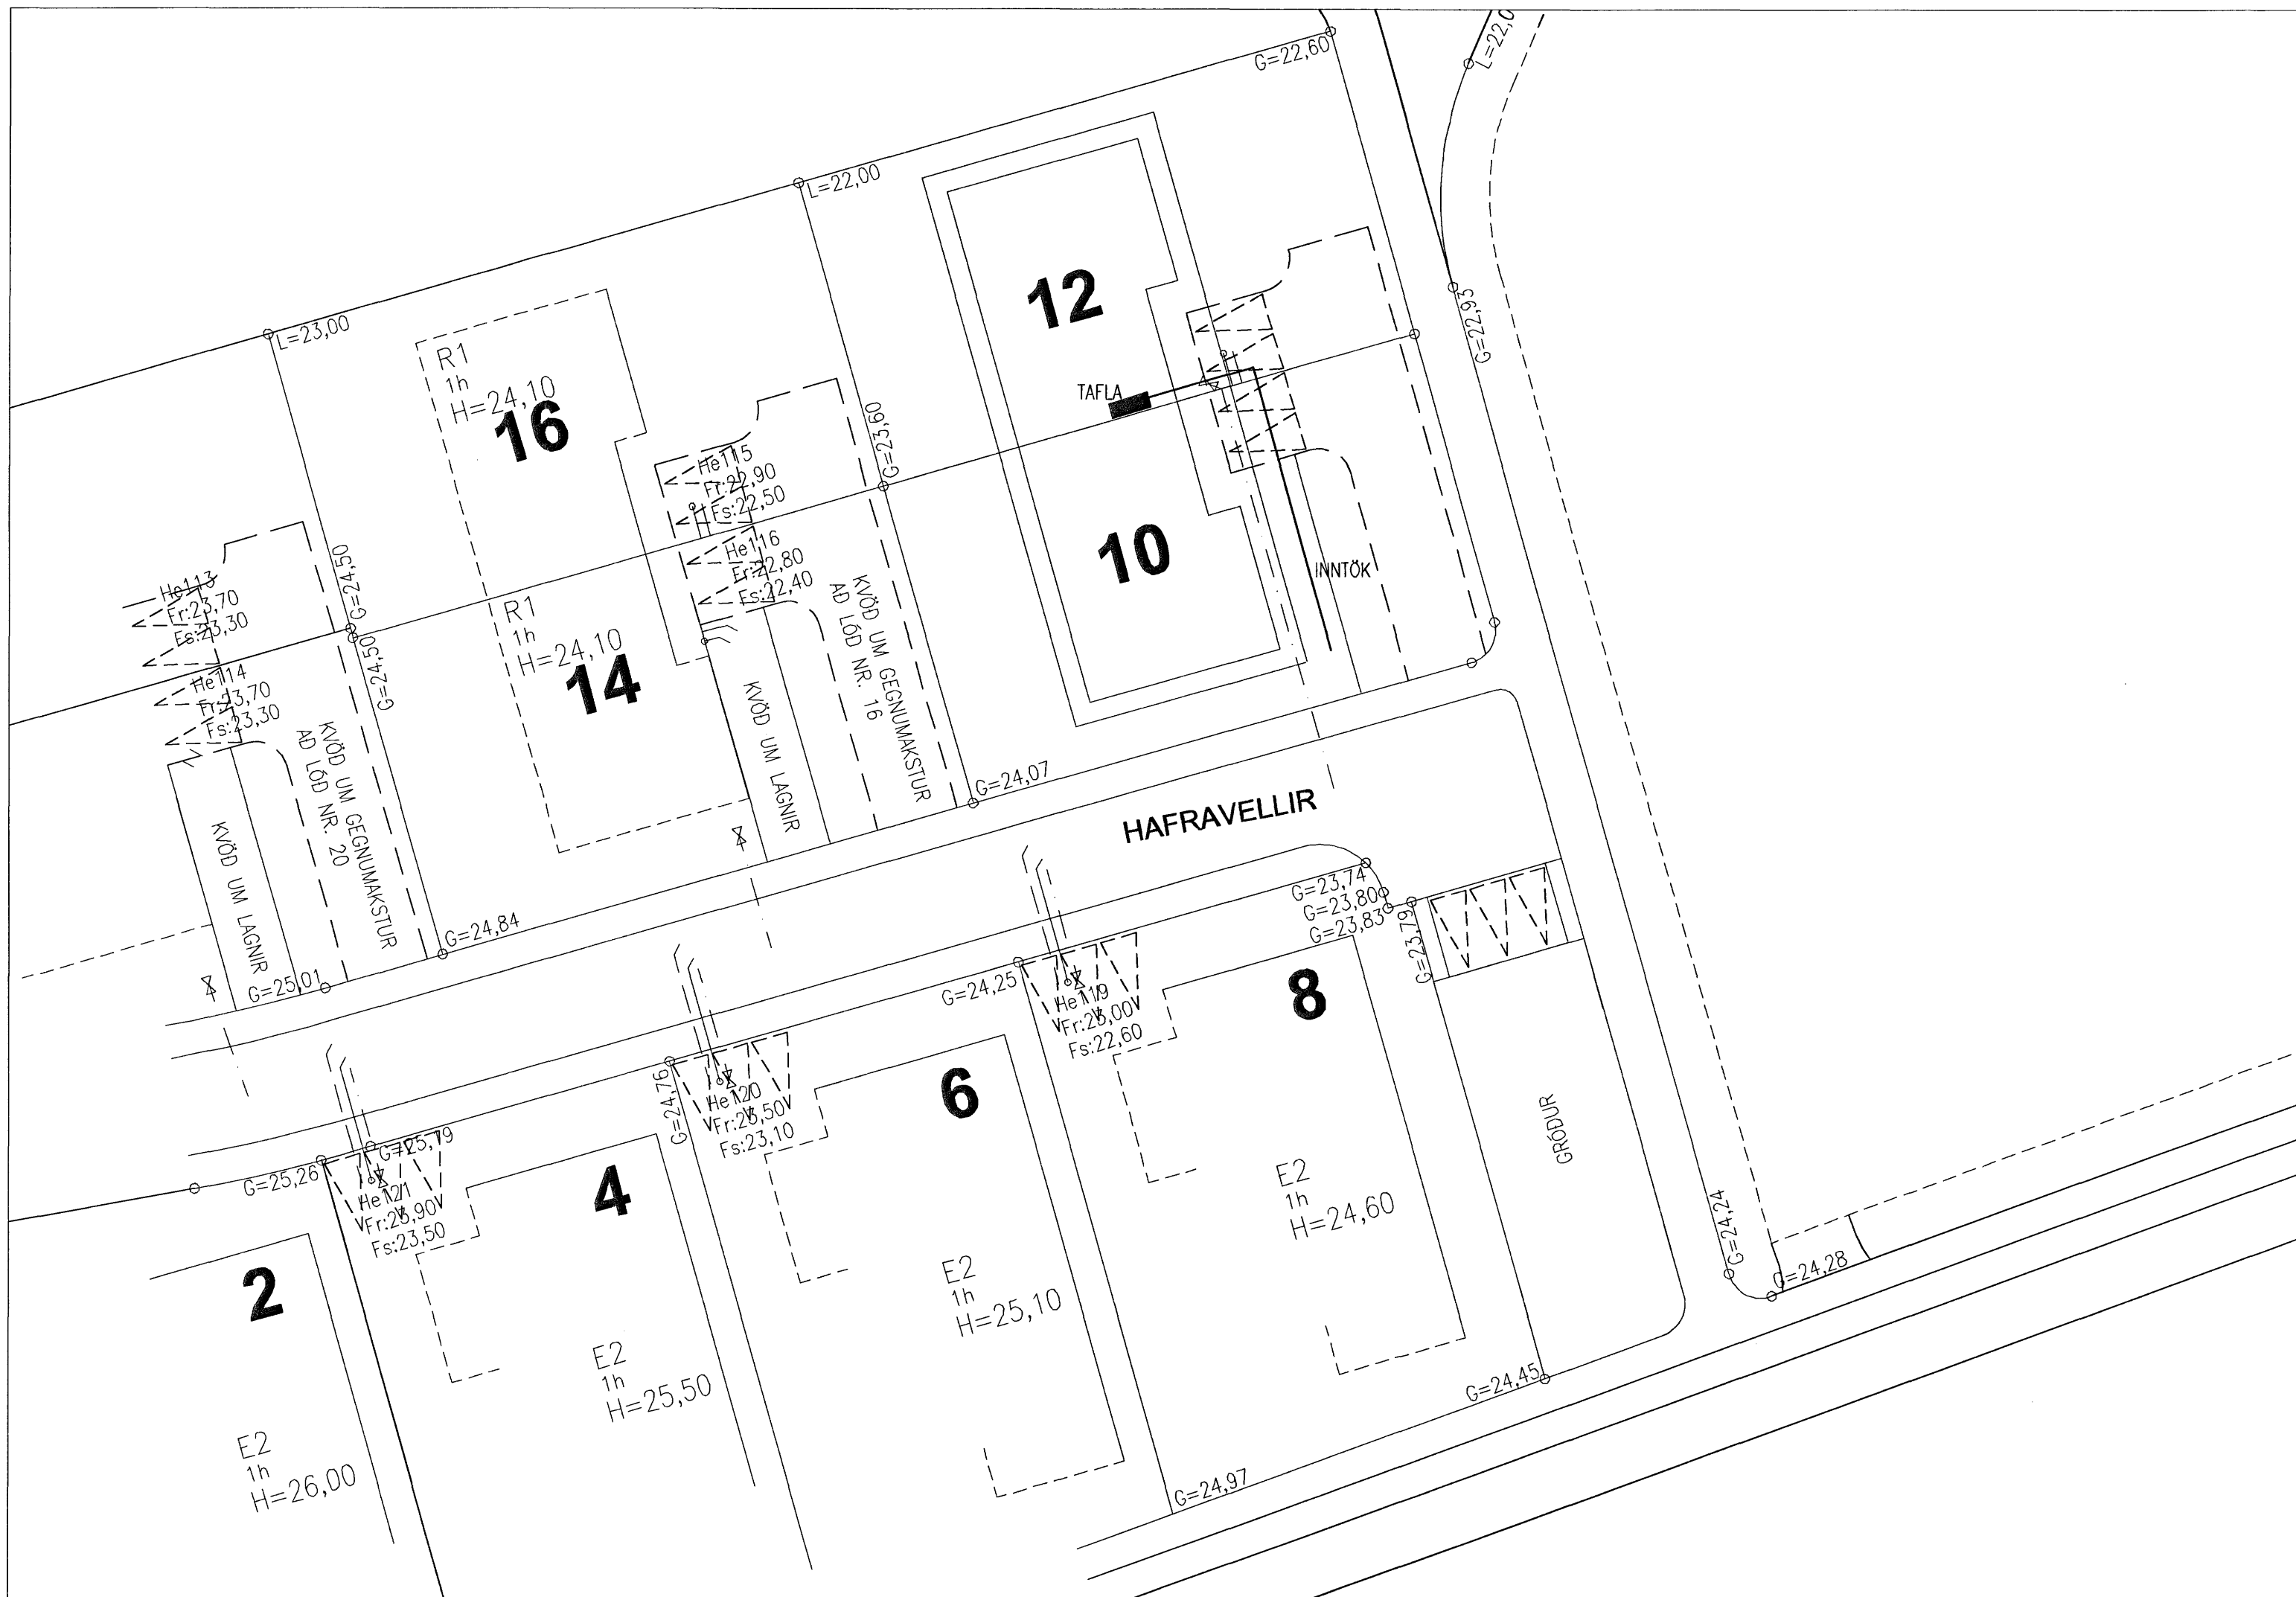 G=22,60
L=22,0
L=22,00
L=23,00
12
G=22,93
R1
1h
H=24,10
16
TAFLA
G=23,60
He115
Fr:22,90
Fs:22,50
He116
Fr:22,80
Fs:22,40
10
INNTÖK
G=24,50
G=24,50
He113
Fr:23,70
Fs:23,30
He114
Fr:23,70
Fs:23,30
R1
1h
H=24,10
14
KVÖÐ UM GEGNUMAKSTUR
AÐ LÓÐ NR. 16
KVÖÐ UM LAGNIR
KVÖÐ UM GEGNUMAKSTUR
AÐ LÓÐ NR. 20
KVÖÐ UM LAGNIR
G=24,07
HAFRAVELLIR
G=24,84
G=25,01
G=23,74
G=23,80
G=23,83
G=23,79
G=24,25
He119
Fr:23,00
Fs:22,60
8
G=24,76
He120
Fr:23,50
Fs:23,10
6
G=25,26
He121
Fr:23,90
Fs:23,50
4
2
GRÓÐUR
E2
1h
H=24,60
G=24,24
G=24,28
E2
1h
H=25,10
E2
1h
H=25,50
G=24,45
E2
1h
H=26,00
G=24,97